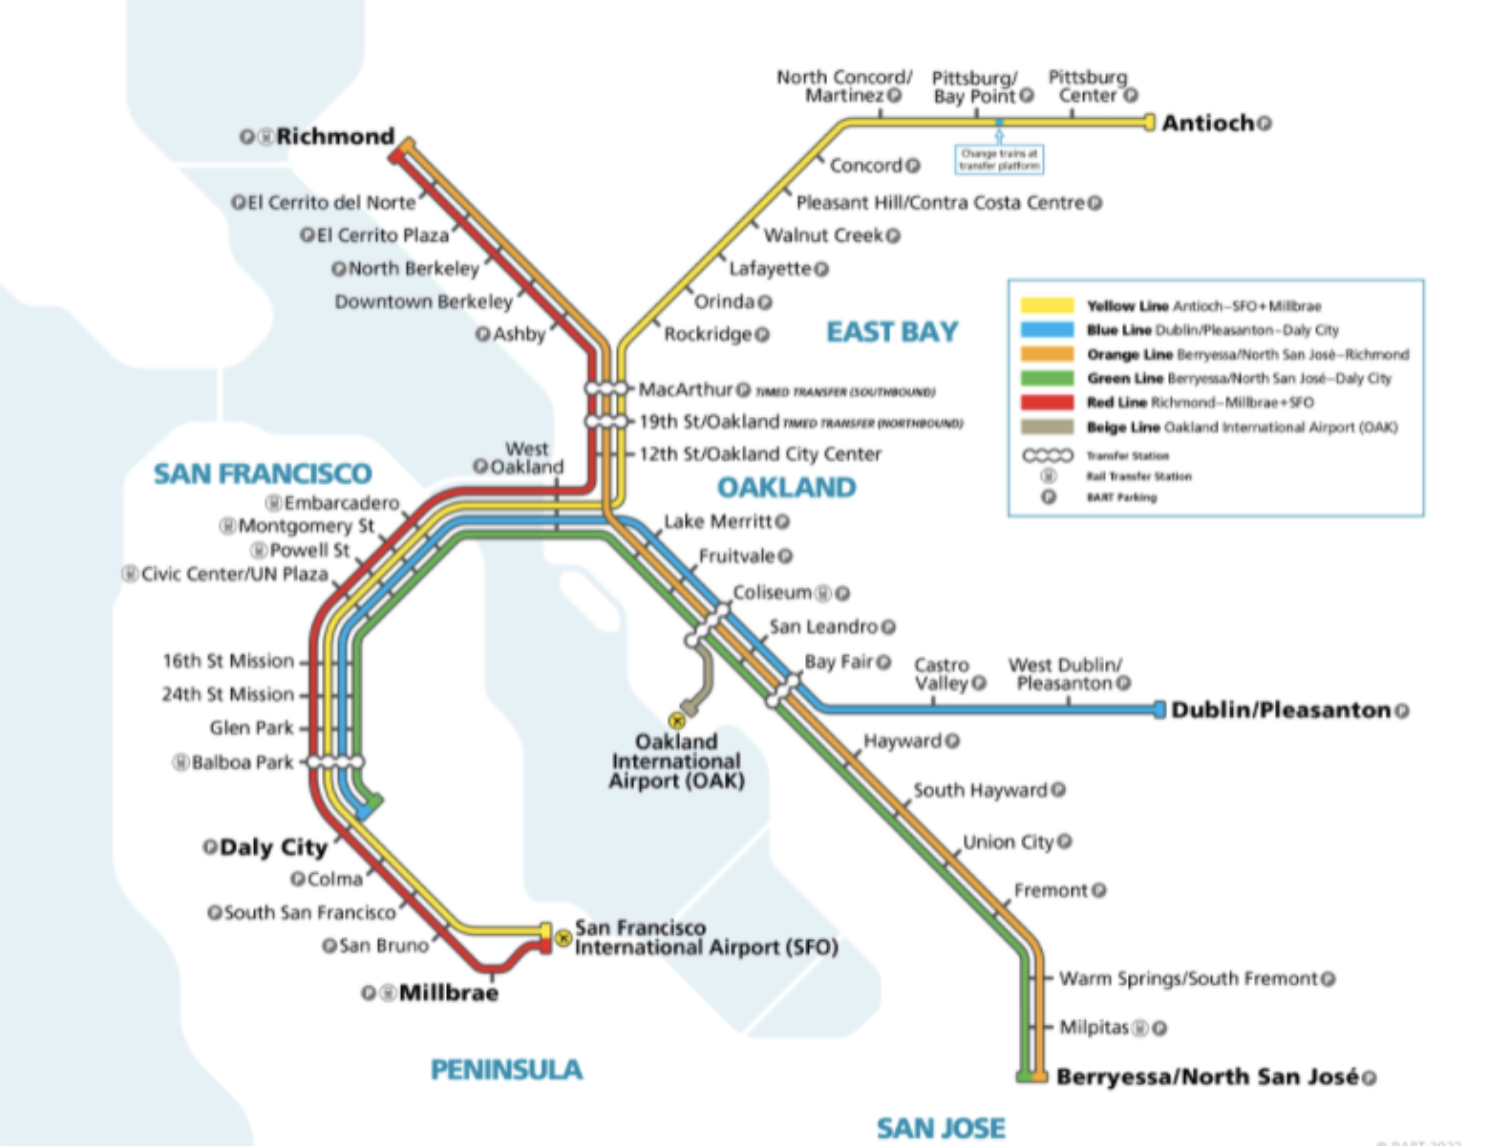 North Concord/
Martinez P
Pittsburg/
Bay Point P
Pittsburg
Center P
Antioch P
Change trains at
transfer platform
P Richmond
Concord P
P El Cerrito del Norte
Pleasant Hill/Contra Costa Centre P
P El Cerrito Plaza
Walnut Creek P
P North Berkeley
Lafayette P
Downtown Berkeley
Orinda P
P Ashby
Rockridge P
EAST BAY
Yellow Line Antioch–SFO+Millbrae
Blue Line Dublin/Pleasanton–Daly City
Orange Line Berryessa/North San José–Richmond
Green Line Berryessa/North San José–Daly City
Red Line Richmond–Millbrae+SFO
Beige Line Oakland International Airport (OAK)
Transfer Station
Rail Transfer Station
P BART Parking
MacArthur P TIMED TRANSFER (SOUTHBOUND)
19th St/Oakland TIMED TRANSFER (NORTHBOUND)
12th St/Oakland City Center
West
P Oakland
SAN FRANCISCO
OAKLAND
Embarcadero
Montgomery St
Powell St
Civic Center/UN Plaza
Lake Merritt P
Fruitvale P
Coliseum P
San Leandro P
Bay Fair P
Castro
Valley P
West Dublin/
Pleasanton P
Dublin/Pleasanton P
16th St Mission
24th St Mission
Glen Park
Balboa Park
Oakland
International
Airport (OAK)
Hayward P
South Hayward P
Union City P
Fremont P
P Daly City
P Colma
P South San Francisco
P San Bruno
San Francisco
International Airport (SFO)
P Millbrae
Warm Springs/South Fremont P
Milpitas P
Berryessa/North San José P
PENINSULA
SAN JOSE